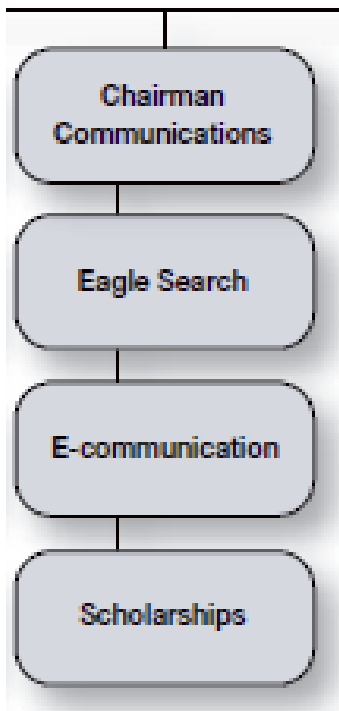 Chairman
Communications
Eagle Search
E-communication
Scholarships